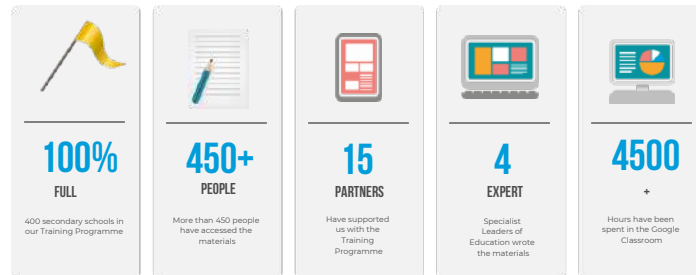 100%
FULL
400 secondary schools in
our Training Programme
450+
PEOPLE
More than 450 people
have accessed the
materials
15
PARTNERS
Have supported
us with the
Training
Programme
4
EXPERT
Specialist
Leaders of
Education wrote
the materials
4500
+
Hours have been
spent in the Google
Classroom